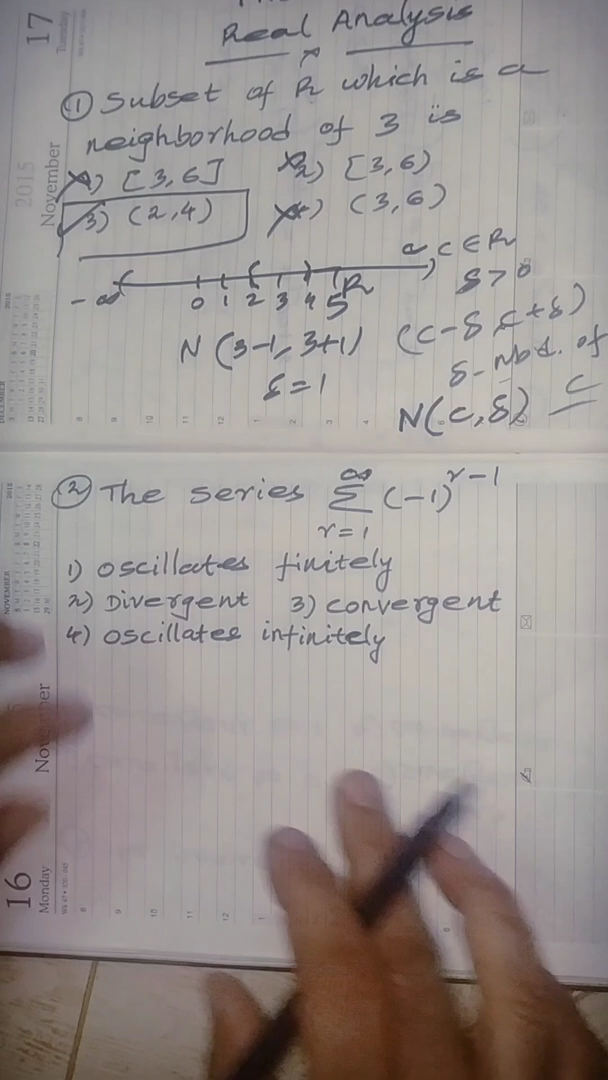 Real Analysis
① Subset of R which is a
neighborhood of 3 is
1) [3,6] 2) [3,6)
3) (2,4) 4) (3,6)
-∞ 0 1 2 3 4 5 R ∞
c ∈ R
δ > 0
N (3-1, 3+1) (c-δ, c+δ)
δ = 1 δ- Nbd. of
N(c, δ) c
② The series ∞ Σ r=1 (-1)^r-1
1) oscillates finitely
2) Divergent 3) convergent
4) oscillates infinitely
17
Tuesday
November
2015
16
Monday
November